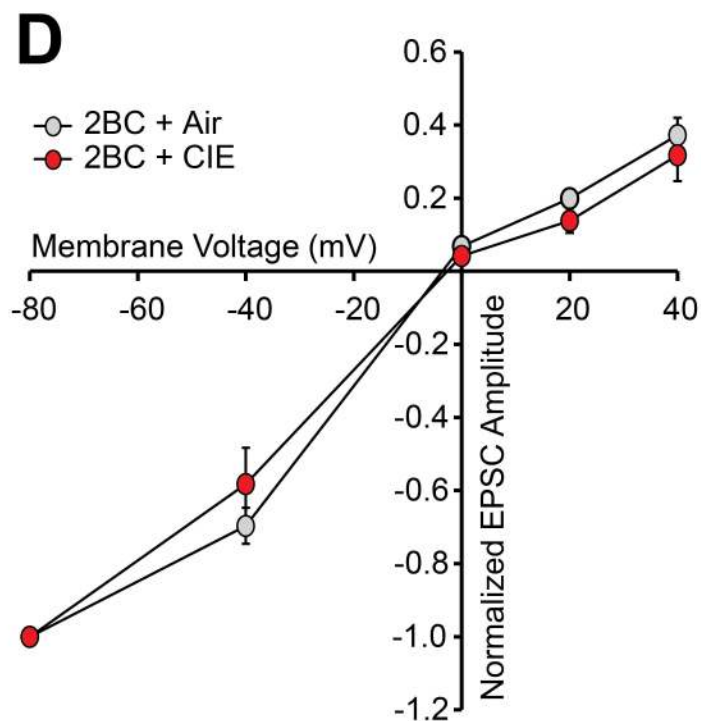 D
2BC + Air
2BC + CIE
0.6
0.4
0.2
Membrane Voltage (mV)
-80 -60 -40 -20 20 40
-0.2
-0.4
-0.6
-0.8
-1.0
-1.2
Normalized EPSC Amplitude